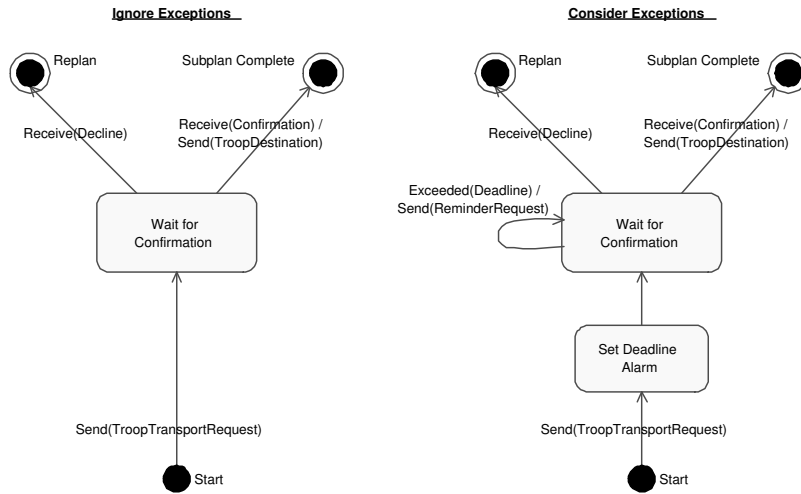 Ignore Exceptions
Replan
Subplan Complete
Receive(Decline)
Receive(Confirmation) /
Send(TroopDestination)
Wait for
Confirmation
Send(TroopTransportRequest)
Start
Consider Exceptions
Replan
Subplan Complete
Receive(Decline)
Receive(Confirmation) /
Send(TroopDestination)
Exceeded(Deadline) /
Send(ReminderRequest)
Wait for
Confirmation
Set Deadline
Alarm
Send(TroopTransportRequest)
Start